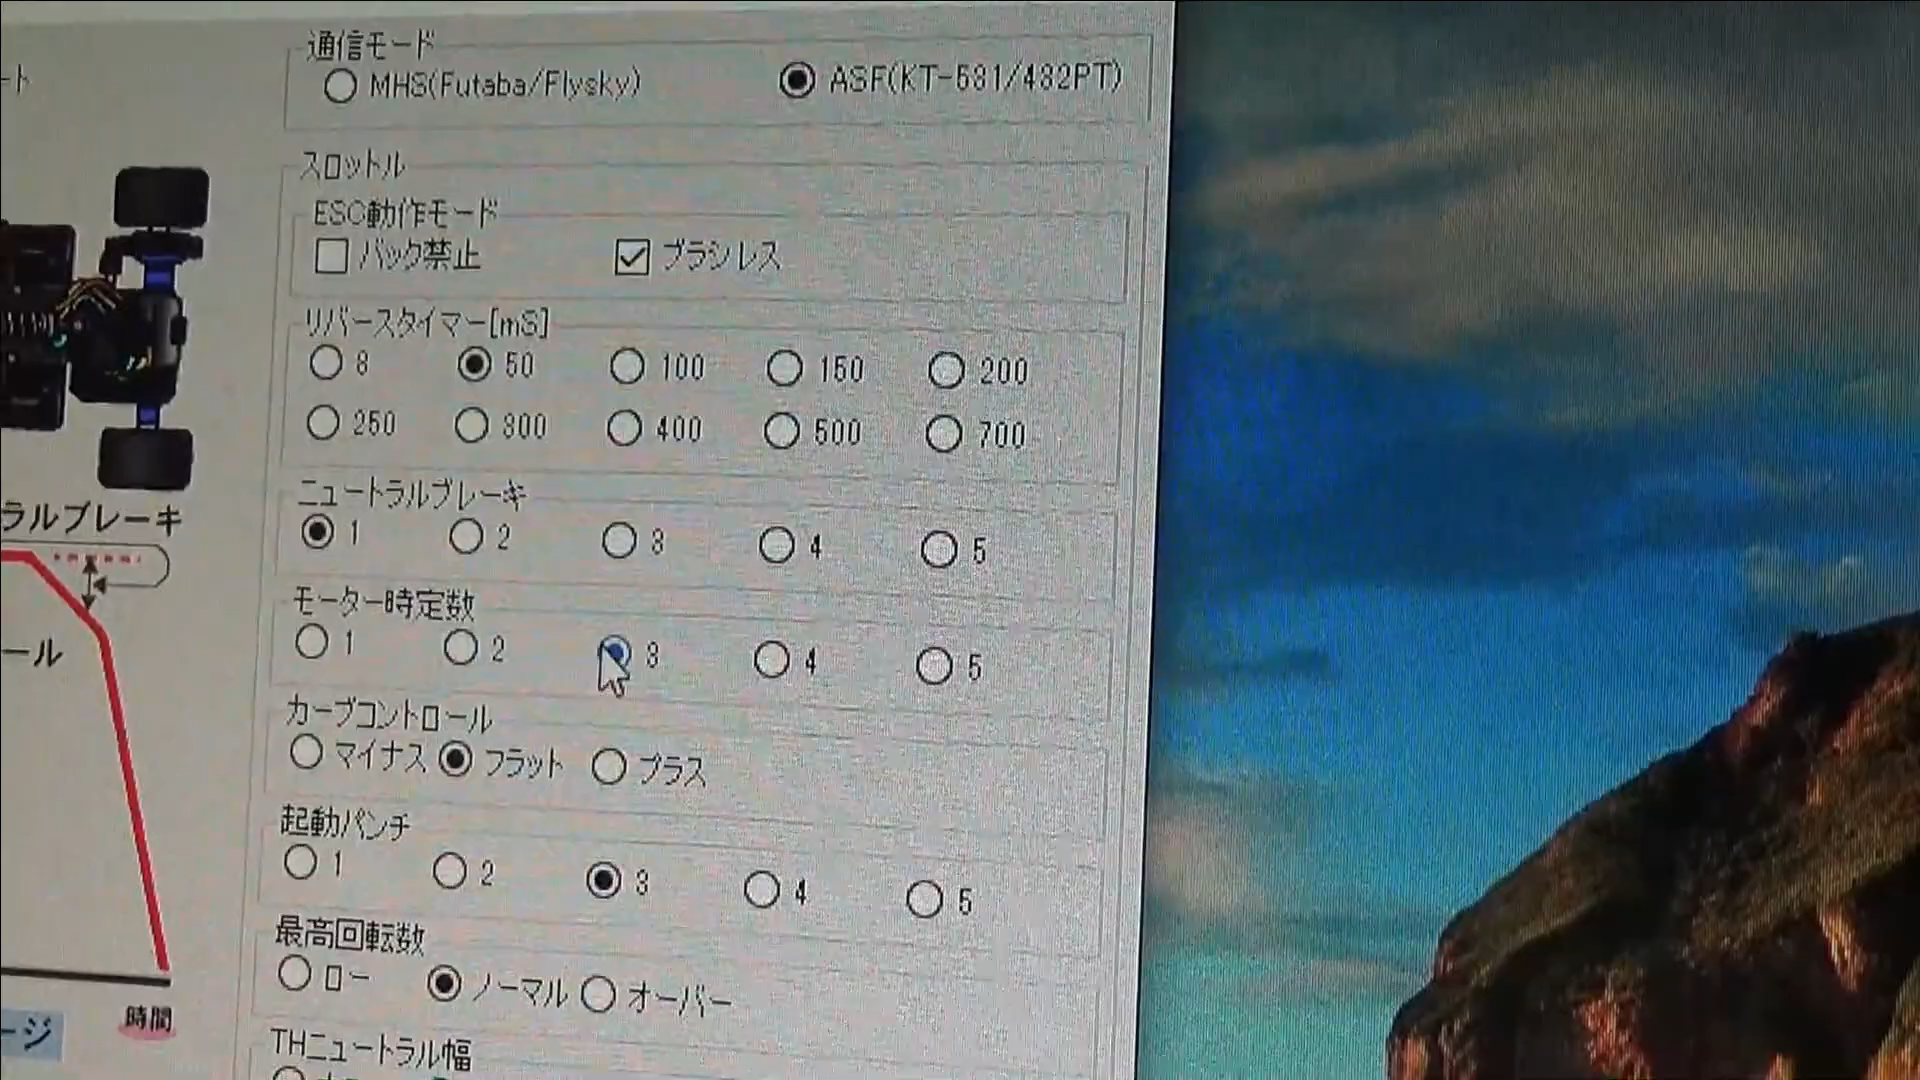 通信モード
MHS(Futaba/Flysky) ASF(KT-531/432PT)
スロットル
ESC動作モード
バック禁止 ブラシレス
リバースタイマー[mS]
8 50 100 150 200
250 300 400 500 700
ニュートラルブレーキ
1 2 3 4 5
モーター時定数
1 2 3 4 5
カーブコントロール
マイナス フラット プラス
起動パンチ
1 2 3 4 5
最高回転数
ロー ノーマル オーバー
THニュートラル幅
ート
ラルブレーキ
ール
時間
ージ